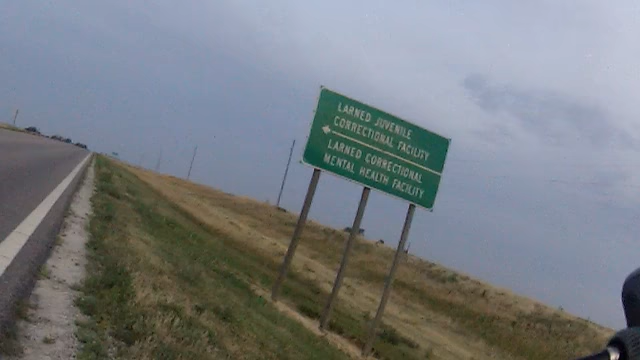 LARNED JUVENILE
CORRECTIONAL FACILITY
LARNED CORRECTIONAL
MENTAL HEALTH FACILITY